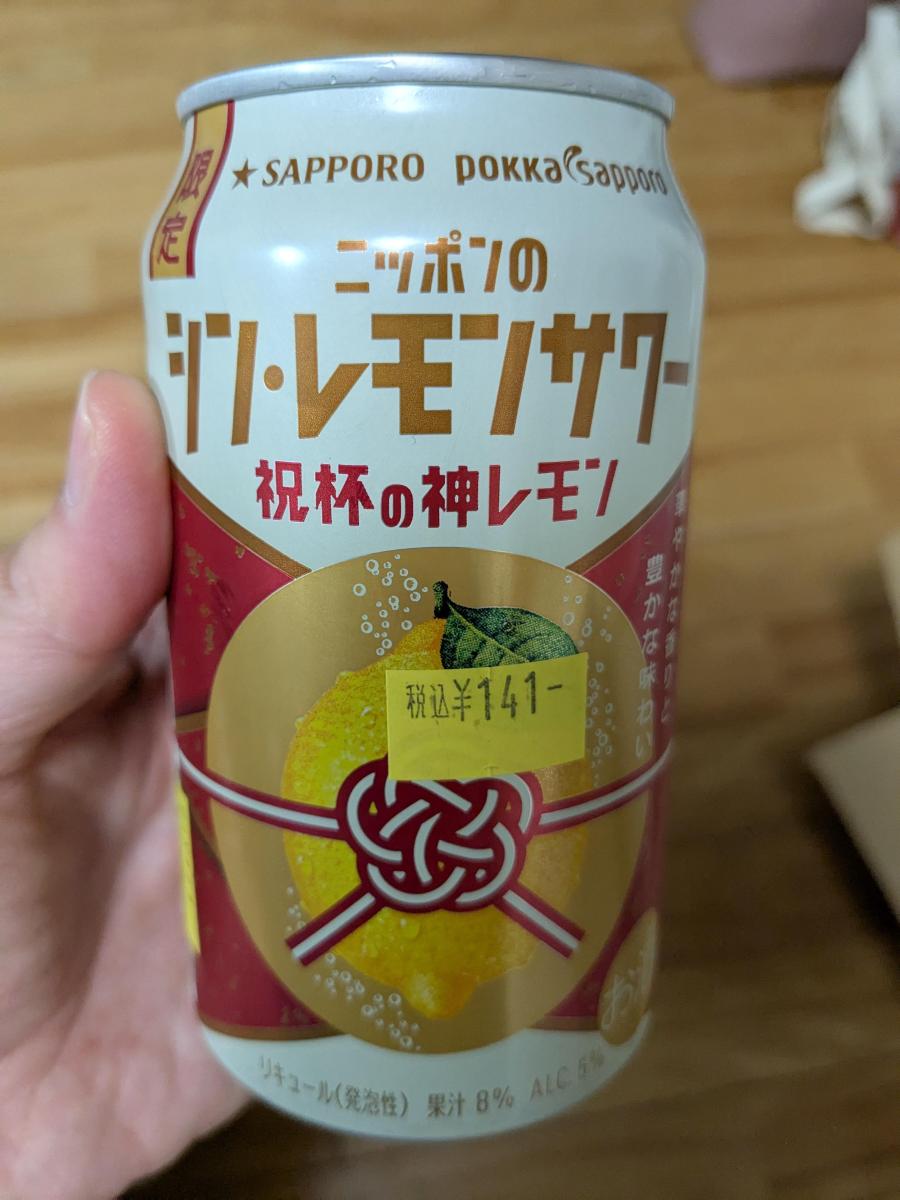 限定
★SAPPORO pokka sapporo
ニッポンの
シン・レモンサワー
祝杯の神レモン
華やかな香りと
豊かな味わい
税込¥141-
リキュール(発泡性) 果汁8% ALC.5%